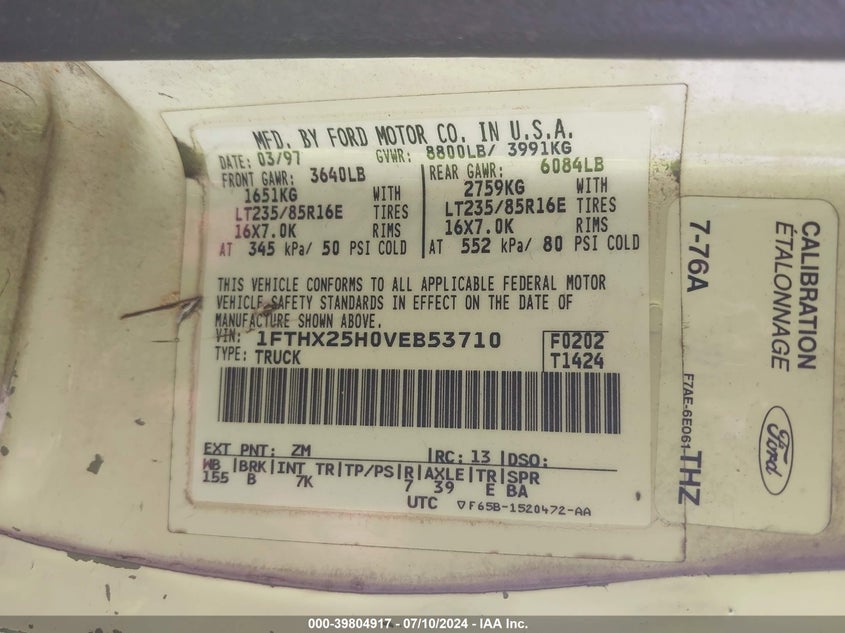 MFD. BY FORD MOTOR CO. IN U.S.A.
DATE: 03/97 GVWR: 8800LB/ 3991KG
FRONT GAWR: 3640LB
1651KG WITH
LT235/85R16E TIRES
16X7.0K RIMS
AT 345 kPa/ 50 PSI COLD
REAR GAWR: 6084LB
2759KG WITH
LT235/85R16E TIRES
16X7.0K RIMS
AT 552 kPa/ 80 PSI COLD
THIS VEHICLE CONFORMS TO ALL APPLICABLE FEDERAL MOTOR
VEHICLE SAFETY STANDARDS IN EFFECT ON THE DATE OF
MANUFACTURE SHOWN ABOVE.
VIN: 1FTHX25H0VEB53710 F0202
TYPE: TRUCK T1424
EXT PNT: ZM |RC: 13 |DSO:
WB |BRK|INT TR|TP/PS|R|AXLE|TR|SPR
155 B 7K 7 39 E BA
UTC ▽F65B-1520472-AA
CALIBRATION
ÉTALONNAGE
7-76A
F7AE-6E061-THZ
Ford
000-39804917 - 07/10/2024 - IAA Inc.